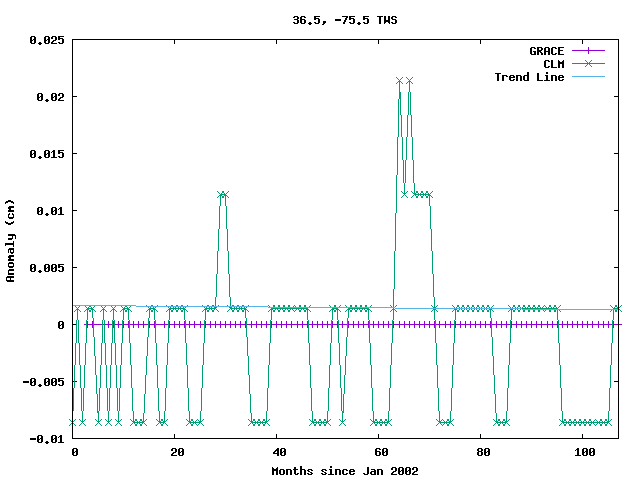 36.5, -75.5 TWS
GRACE
CLM
Trend Line
0.025
0.02
0.015
0.01
0.005
0
-0.005
-0.01
Anomaly (cm)
0 20 40 60 80 100
Months since Jan 2002